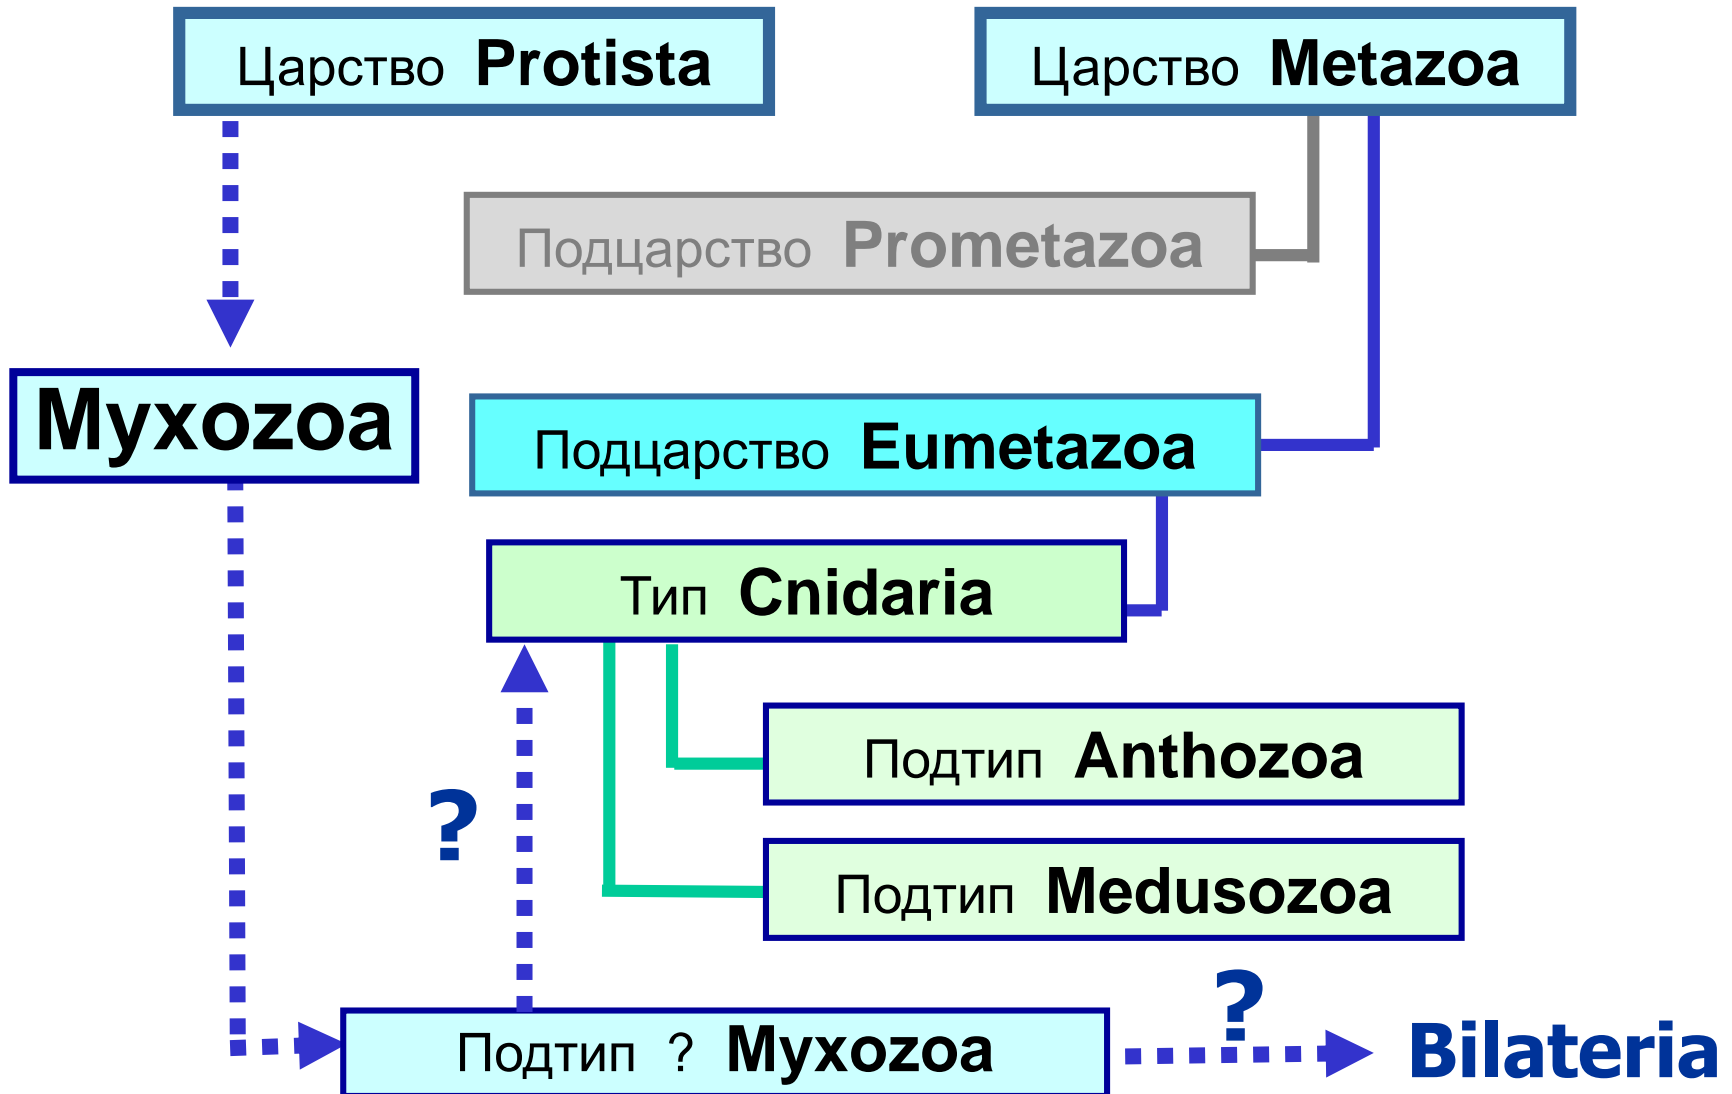 Царство Protista
Царство Metazoa
Подцарство Prometazoa
Myxozoa
Подцарство Eumetazoa
Тип Cnidaria
Подтип Anthozoa
?
Подтип Medusozoa
?
Подтип ? Myxozoa
Bilateria